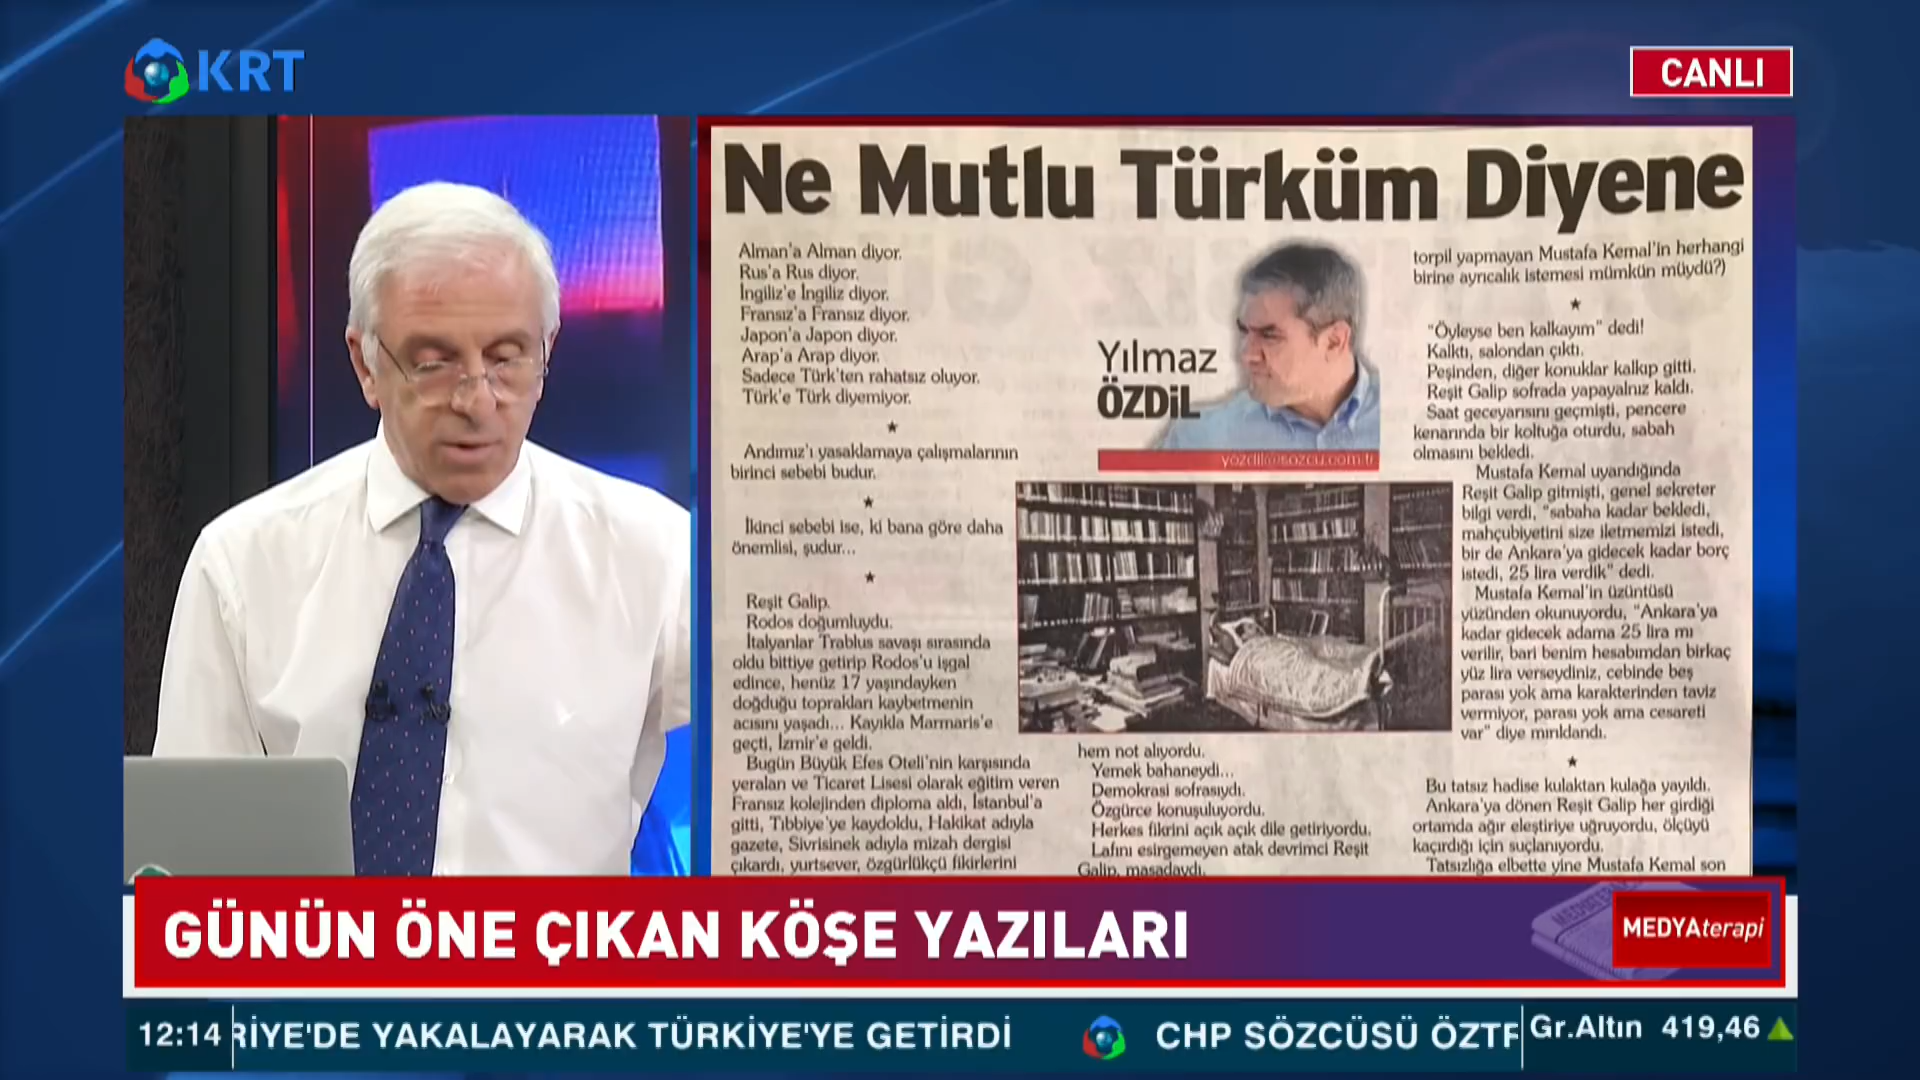 KRT
CANLI
Ne Mutlu Türküm Diyene
Alman'a Alman diyor.
Rus'a Rus diyor.
İngiliz'e İngiliz diyor.
Fransız'a Fransız diyor.
Japon'a Japon diyor.
Arap'a Arap diyor.
Sadece Türk'ten rahatsız oluyor.
Türk'e Türk diyemiyor.
★
Andımız'ı yasaklamaya çalışmalarının
birinci sebebi budur.
★
İkinci sebebi ise, ki bana göre daha
önemlisi, şudur...
★
Reşit Galip.
Rodos doğumluydu.
İtalyanlar Trablus savaşı sırasında
oldu bittiye getirip Rodos'u işgal
edince, henüz 17 yaşındayken
doğduğu toprakları kaybetmenin
acısını yaşadı... Kayıkla Marmaris'e
geçti, İzmir'e geldi.
Bugün Büyük Efes Oteli'nin karşısında
yeralan ve Ticaret Lisesi olarak eğitim veren
Fransız kolejinden diploma aldı, İstanbul'a
gitti, Tıbbiye'ye kaydoldu, Hakikat adıyla
gazete, Sivrisinek adıyla mizah dergisi
çıkardı, yurtsever, özgürlükçü fikirlerini
Yılmaz
ÖZDİL
yozdil@sozcu.com.tr
hem not alıyordu.
Yemek bahaneydi...
Demokrasi sofrasıydı.
Özgürce konuşuluyordu.
Herkes fikrini açık açık dile getiriyordu.
Lafını esirgemeyen atak devrimci Reşit
Galip, masadaydı.
torpil yapmayan Mustafa Kemal'in herhangi
birine ayrıcalık istemesi mümkün müydü?)
★
"Öyleyse ben kalkayım" dedi!
Kalktı, salondan çıktı.
Peşinden, diğer konuklar kalkıp gitti.
Reşit Galip sofrada yapayalnız kaldı.
Saat geceyarısını geçmişti, pencere
kenarında bir koltuğa oturdu, sabah
olmasını bekledi.
Mustafa Kemal uyandığında
Reşit Galip gitmişti, genel sekreter
bilgi verdi, "sabaha kadar bekledi,
mahçubiyetini size iletmemizi istedi,
bir de Ankara'ya gidecek kadar borç
istedi, 25 lira verdik" dedi.
Mustafa Kemal'in üzüntüsü
yüzünden okunuyordu, "Ankara'ya
kadar gidecek adama 25 lira mı
verilir, bari benim hesabımdan birkaç
yüz lira verseydiniz, cebinde beş
parası yok ama karakterinden taviz
vermiyor, parası yok ama cesareti
var" diye mırıldandı.
★
Bu tatsız hadise kulaktan kulağa yayıldı.
Ankara'ya dönen Reşit Galip her girdiği
ortamda ağır eleştiriye uğruyordu, ölçüyü
kaçırdığı için suçlanıyordu.
Tatsızlığa elbette yine Mustafa Kemal son
GÜNÜN ÖNE ÇIKAN KÖŞE YAZILARI
MEDYAterapi
12:14 RİYE'DE YAKALAYARAK TÜRKİYE'YE GETİRDİ CHP SÖZCÜSÜ ÖZTR Gr.Altın 419,46